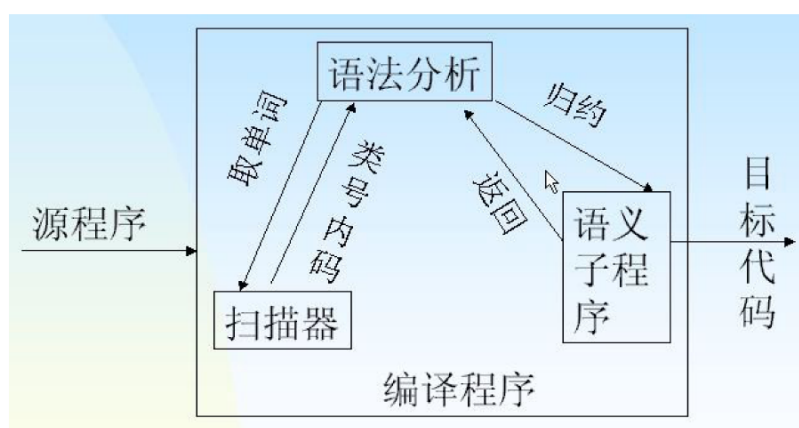 语法分析
取单词
类号内码
归约
返回
源程序
扫描器
语义
子程
序
目标代码
编译程序